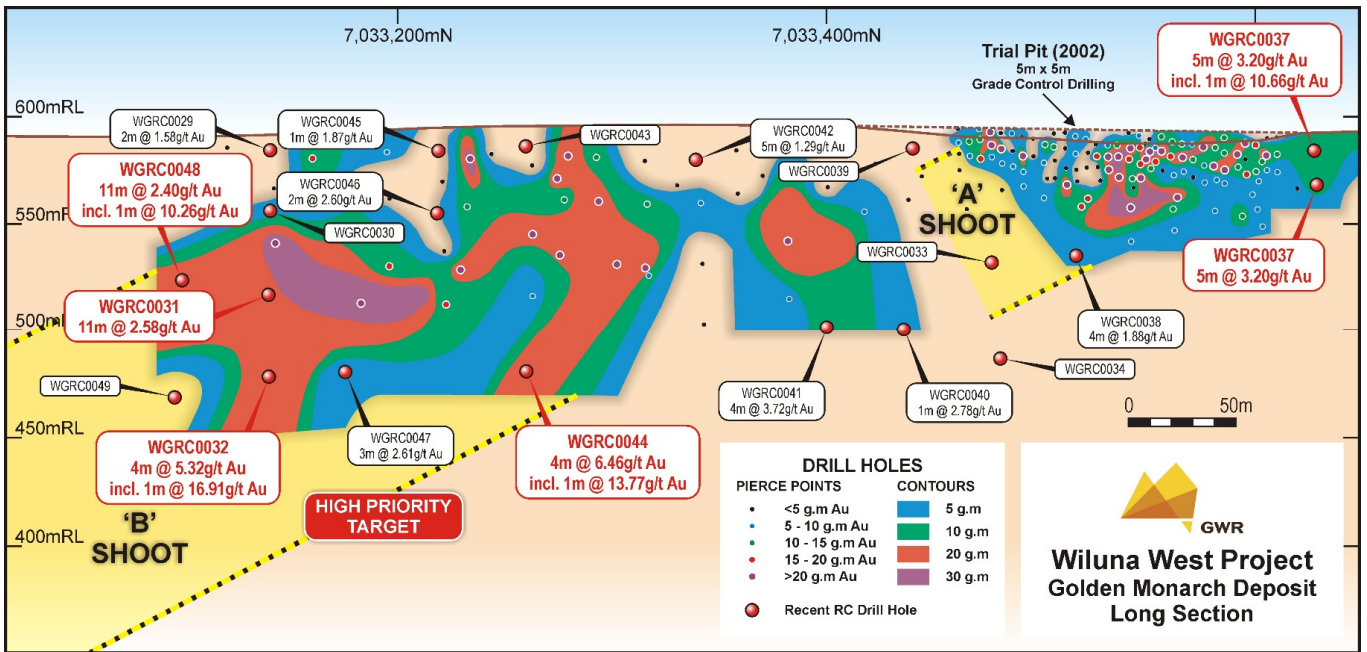 7,033,200mN
7,033,400mN
600mRL
550mRL
500mRL
450mRL
400mRL
WGRC0029
2m @ 1.58g/t Au
WGRC0045
1m @ 1.87g/t Au
WGRC0043
WGRC0042
5m @ 1.29g/t Au
WGRC0039
Trial Pit (2002)
5m x 5m
Grade Control Drilling
WGRC0037
5m @ 3.20g/t Au
incl. 1m @ 10.66g/t Au
WGRC0048
11m @ 2.40g/t Au
incl. 1m @ 10.26g/t Au
WGRC0046
2m @ 2.60g/t Au
WGRC0030
'A'
SHOOT
WGRC0033
WGRC0037
5m @ 3.20g/t Au
WGRC0031
11m @ 2.58g/t Au
WGRC0038
4m @ 1.88g/t Au
WGRC0034
WGRC0049
WGRC0032
4m @ 5.32g/t Au
incl. 1m @ 16.91g/t Au
WGRC0047
3m @ 2.61g/t Au
WGRC0044
4m @ 6.46g/t Au
incl. 1m @ 13.77g/t Au
WGRC0041
4m @ 3.72g/t Au
WGRC0040
1m @ 2.78g/t Au
0 50m
'B'
SHOOT
HIGH PRIORITY
TARGET
DRILL HOLES
PIERCE POINTS
<5 g.m Au
5 - 10 g.m Au
10 - 15 g.m Au
15 - 20 g.m Au
>20 g.m Au
CONTOURS
5 g.m
10 g.m
20 g.m
30 g.m
Recent RC Drill Hole
GWR
Wiluna West Project
Golden Monarch Deposit
Long Section